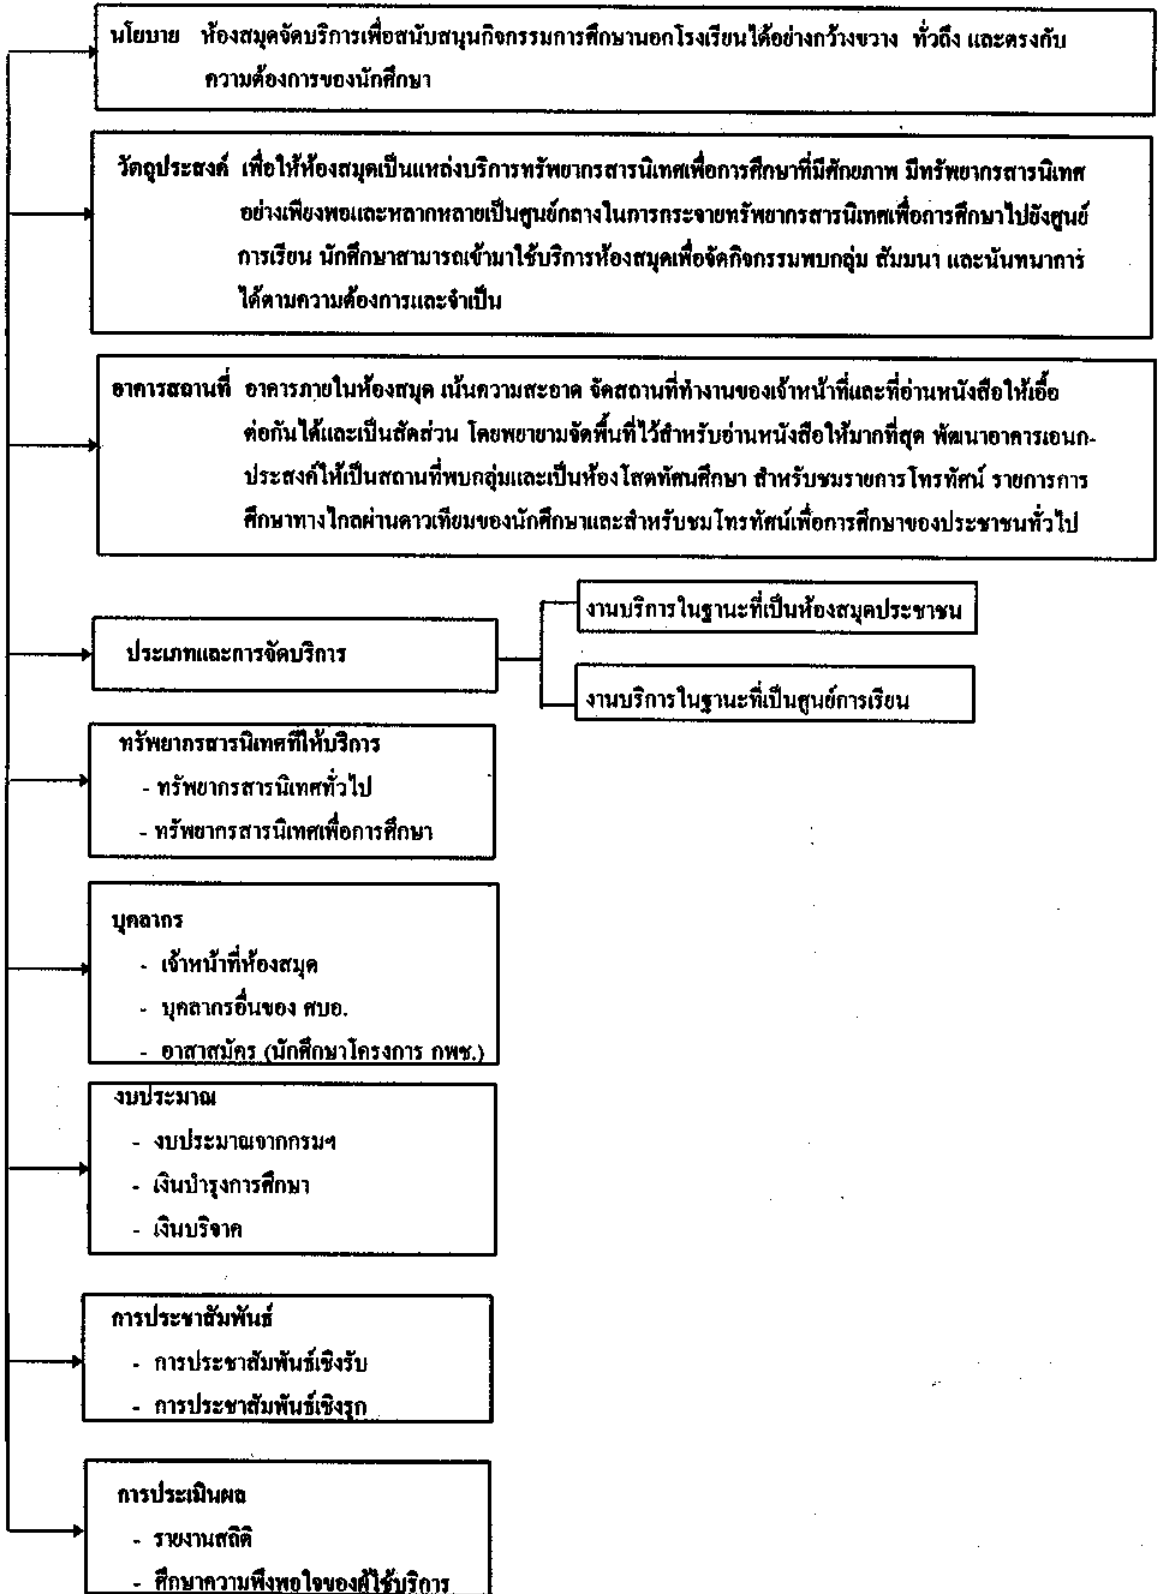 นโยบาย ห้องสมุดจัดบริการเพื่อสนับสนุนกิจกรรมการศึกษานอกโรงเรียนได้อย่างกว้างขวาง ทั่วถึง และตรงกับ
ความต้องการของนักศึกษา
วัตถุประสงค์ เพื่อให้ห้องสมุดเป็นแหล่งบริการทรัพยากรสารนิเทศเพื่อการศึกษาที่มีศักยภาพ มีทรัพยากรสารนิเทศ
อย่างเพียงพอและหลากหลายเป็นศูนย์กลางในการกระจายทรัพยากรสารนิเทศเพื่อการศึกษาไปยังศูนย์
การเรียน นักศึกษาสามารถเข้ามาใช้บริการห้องสมุดเพื่อจัดกิจกรรมพบกลุ่ม สัมมนา และนันทนาการ
ได้ตามความต้องการและจำเป็น
อาคารสถานที่ อาคารภายในห้องสมุด เน้นความสะอาด จัดสถานที่ทำงานของเจ้าหน้าที่และที่อ่านหนังสือให้เอื้อ
ต่อกันได้และเป็นสัดส่วน โดยพยายามจัดพื้นที่ไว้สำหรับอ่านหนังสือให้มากที่สุด พัฒนาอาคารเอนก-
ประสงค์ให้เป็นสถานที่พบกลุ่มและเป็นห้องโสตทัศนศึกษา สำหรับชมรายการโทรทัศน์ รายการการ
ศึกษาทางไกลผ่านดาวเทียมของนักศึกษาและสำหรับชมโทรทัศน์เพื่อการศึกษาของประชาชนทั่วไป
งานบริการในฐานะที่เป็นห้องสมุดประชาชน
ประเภทและการจัดบริการ
งานบริการในฐานะที่เป็นศูนย์การเรียน
ทรัพยากรสารนิเทศที่ให้บริการ
- ทรัพยากรสารนิเทศทั่วไป
- ทรัพยากรสารนิเทศเพื่อการศึกษา
บุคลากร
- เจ้าหน้าที่ห้องสมุด
- บุคลากรอื่นของ ศบอ.
- อาสาสมัคร (นักศึกษาโครงการ กพช.)
งบประมาณ
- งบประมาณจากกรมฯ
- เงินบำรุงการศึกษา
- เงินบริจาค
การประชาสัมพันธ์
- การประชาสัมพันธ์เชิงรับ
- การประชาสัมพันธ์เชิงรุก
การประเมินผล
- รายงานสถิติ
- ศึกษาความพึงพอใจของผู้ใช้บริการ